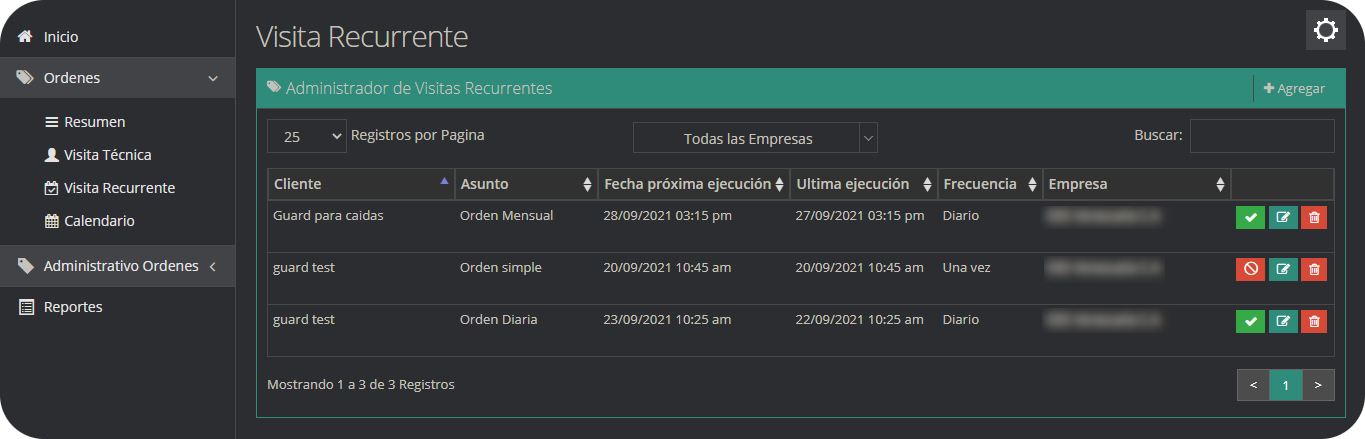 Inicio
Ordenes
Resumen
Visita Técnica
Visita Recurrente
Calendario
Administrativo Ordenes
Reportes
Visita Recurrente
Administrador de Visitas Recurrentes
Agregar
25 Registros por Pagina Todas las Empresas Buscar:
Cliente Asunto Fecha próxima ejecución Ultima ejecución Frecuencia Empresa
Guard para caidas Orden Mensual 28/09/2021 03:15 pm 27/09/2021 03:15 pm Diario
guard test Orden simple 20/09/2021 10:45 am 20/09/2021 10:45 am Una vez
guard test Orden Diaria 23/09/2021 10:25 am 22/09/2021 10:25 am Diario
Mostrando 1 a 3 de 3 Registros < 1 >